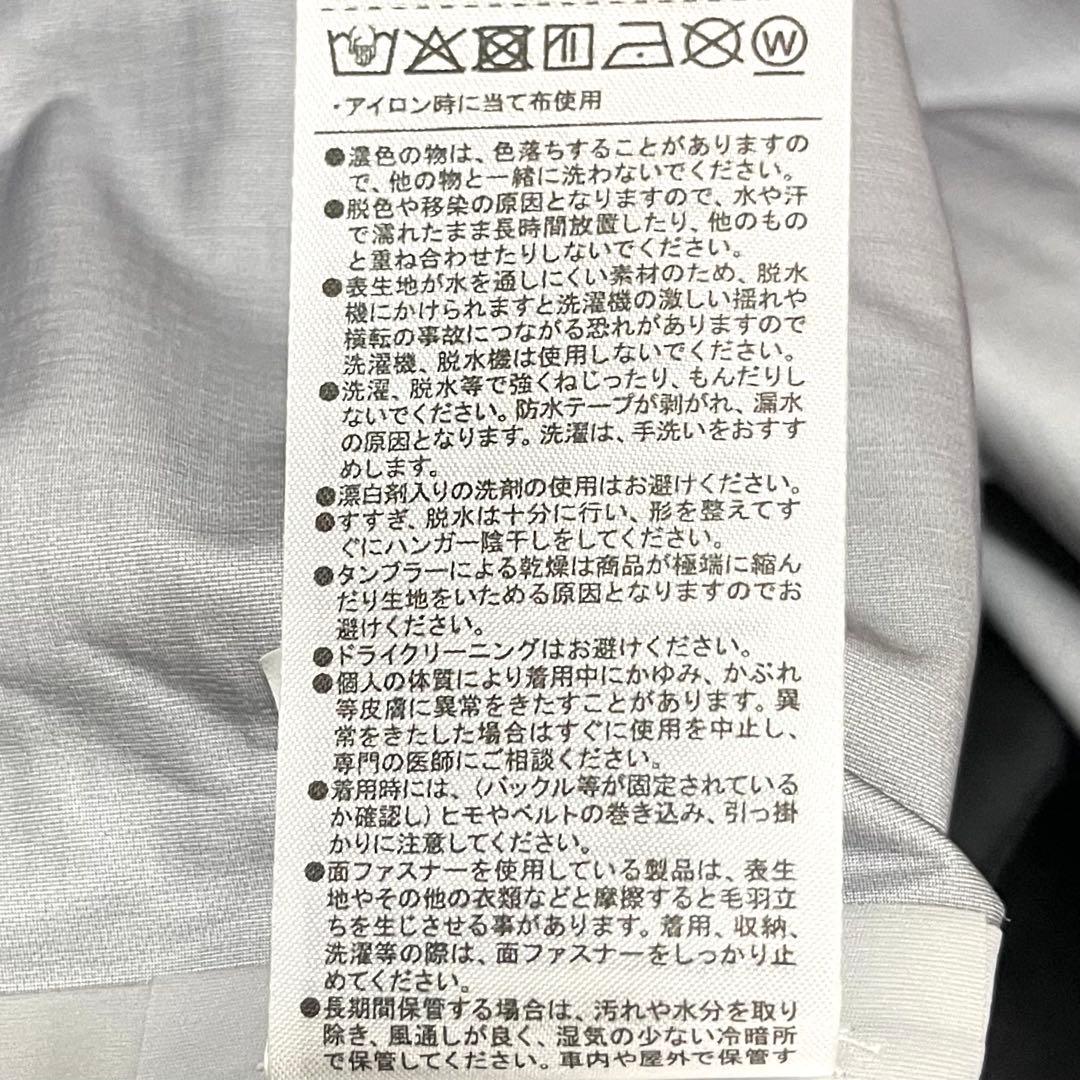 W
・アイロン時に当て布使用
●濃色の物は、色落ちすることがありますの
で、他の物と一緒に洗わないでください。
●脱色や移染の原因となりますので、水や汗
で濡れたまま長時間放置したり、他のもの
と重ね合わせたりしないでください。
●表生地が水を通しにくい素材のため、脱水
機にかけられますと洗濯機の激しい揺れや
横転の事故につながる恐れがありますので
洗濯機、脱水機は使用しないでください。
●洗濯、脱水等で強くねじったり、もんだりし
ないでください。防水テープが剥がれ、漏水
の原因となります。洗濯は、手洗いをおすす
めします。
●漂白剤入りの洗剤の使用はお避けください。
●すすぎ、脱水は十分に行い、形を整えてす
ぐにハンガー陰干しをしてください。
●タンブラーによる乾燥は商品が極端に縮ん
だり生地をいためる原因となりますのでお
避けください。
●ドライクリーニングはお避けください。
●個人の体質により着用中にかゆみ、かぶれ
等皮膚に異常をきたすことがあります。異
常をきたした場合はすぐに使用を中止し、
専門の医師にご相談ください。
●着用時には、(バックル等が固定されている
か確認し)ヒモやベルトの巻き込み、引っ掛
かりに注意してください。
●面ファスナーを使用している製品は、表生
地やその他の衣類などと摩擦すると毛羽立
ちを生じさせる事があります。着用、収納、
洗濯等の際は、面ファスナーをしっかり止
めてください。
●長期間保管する場合は、汚れや水分を取り
除き、風通しが良く、湿気の少ない冷暗所
で保管してください。車内や屋外で保管す